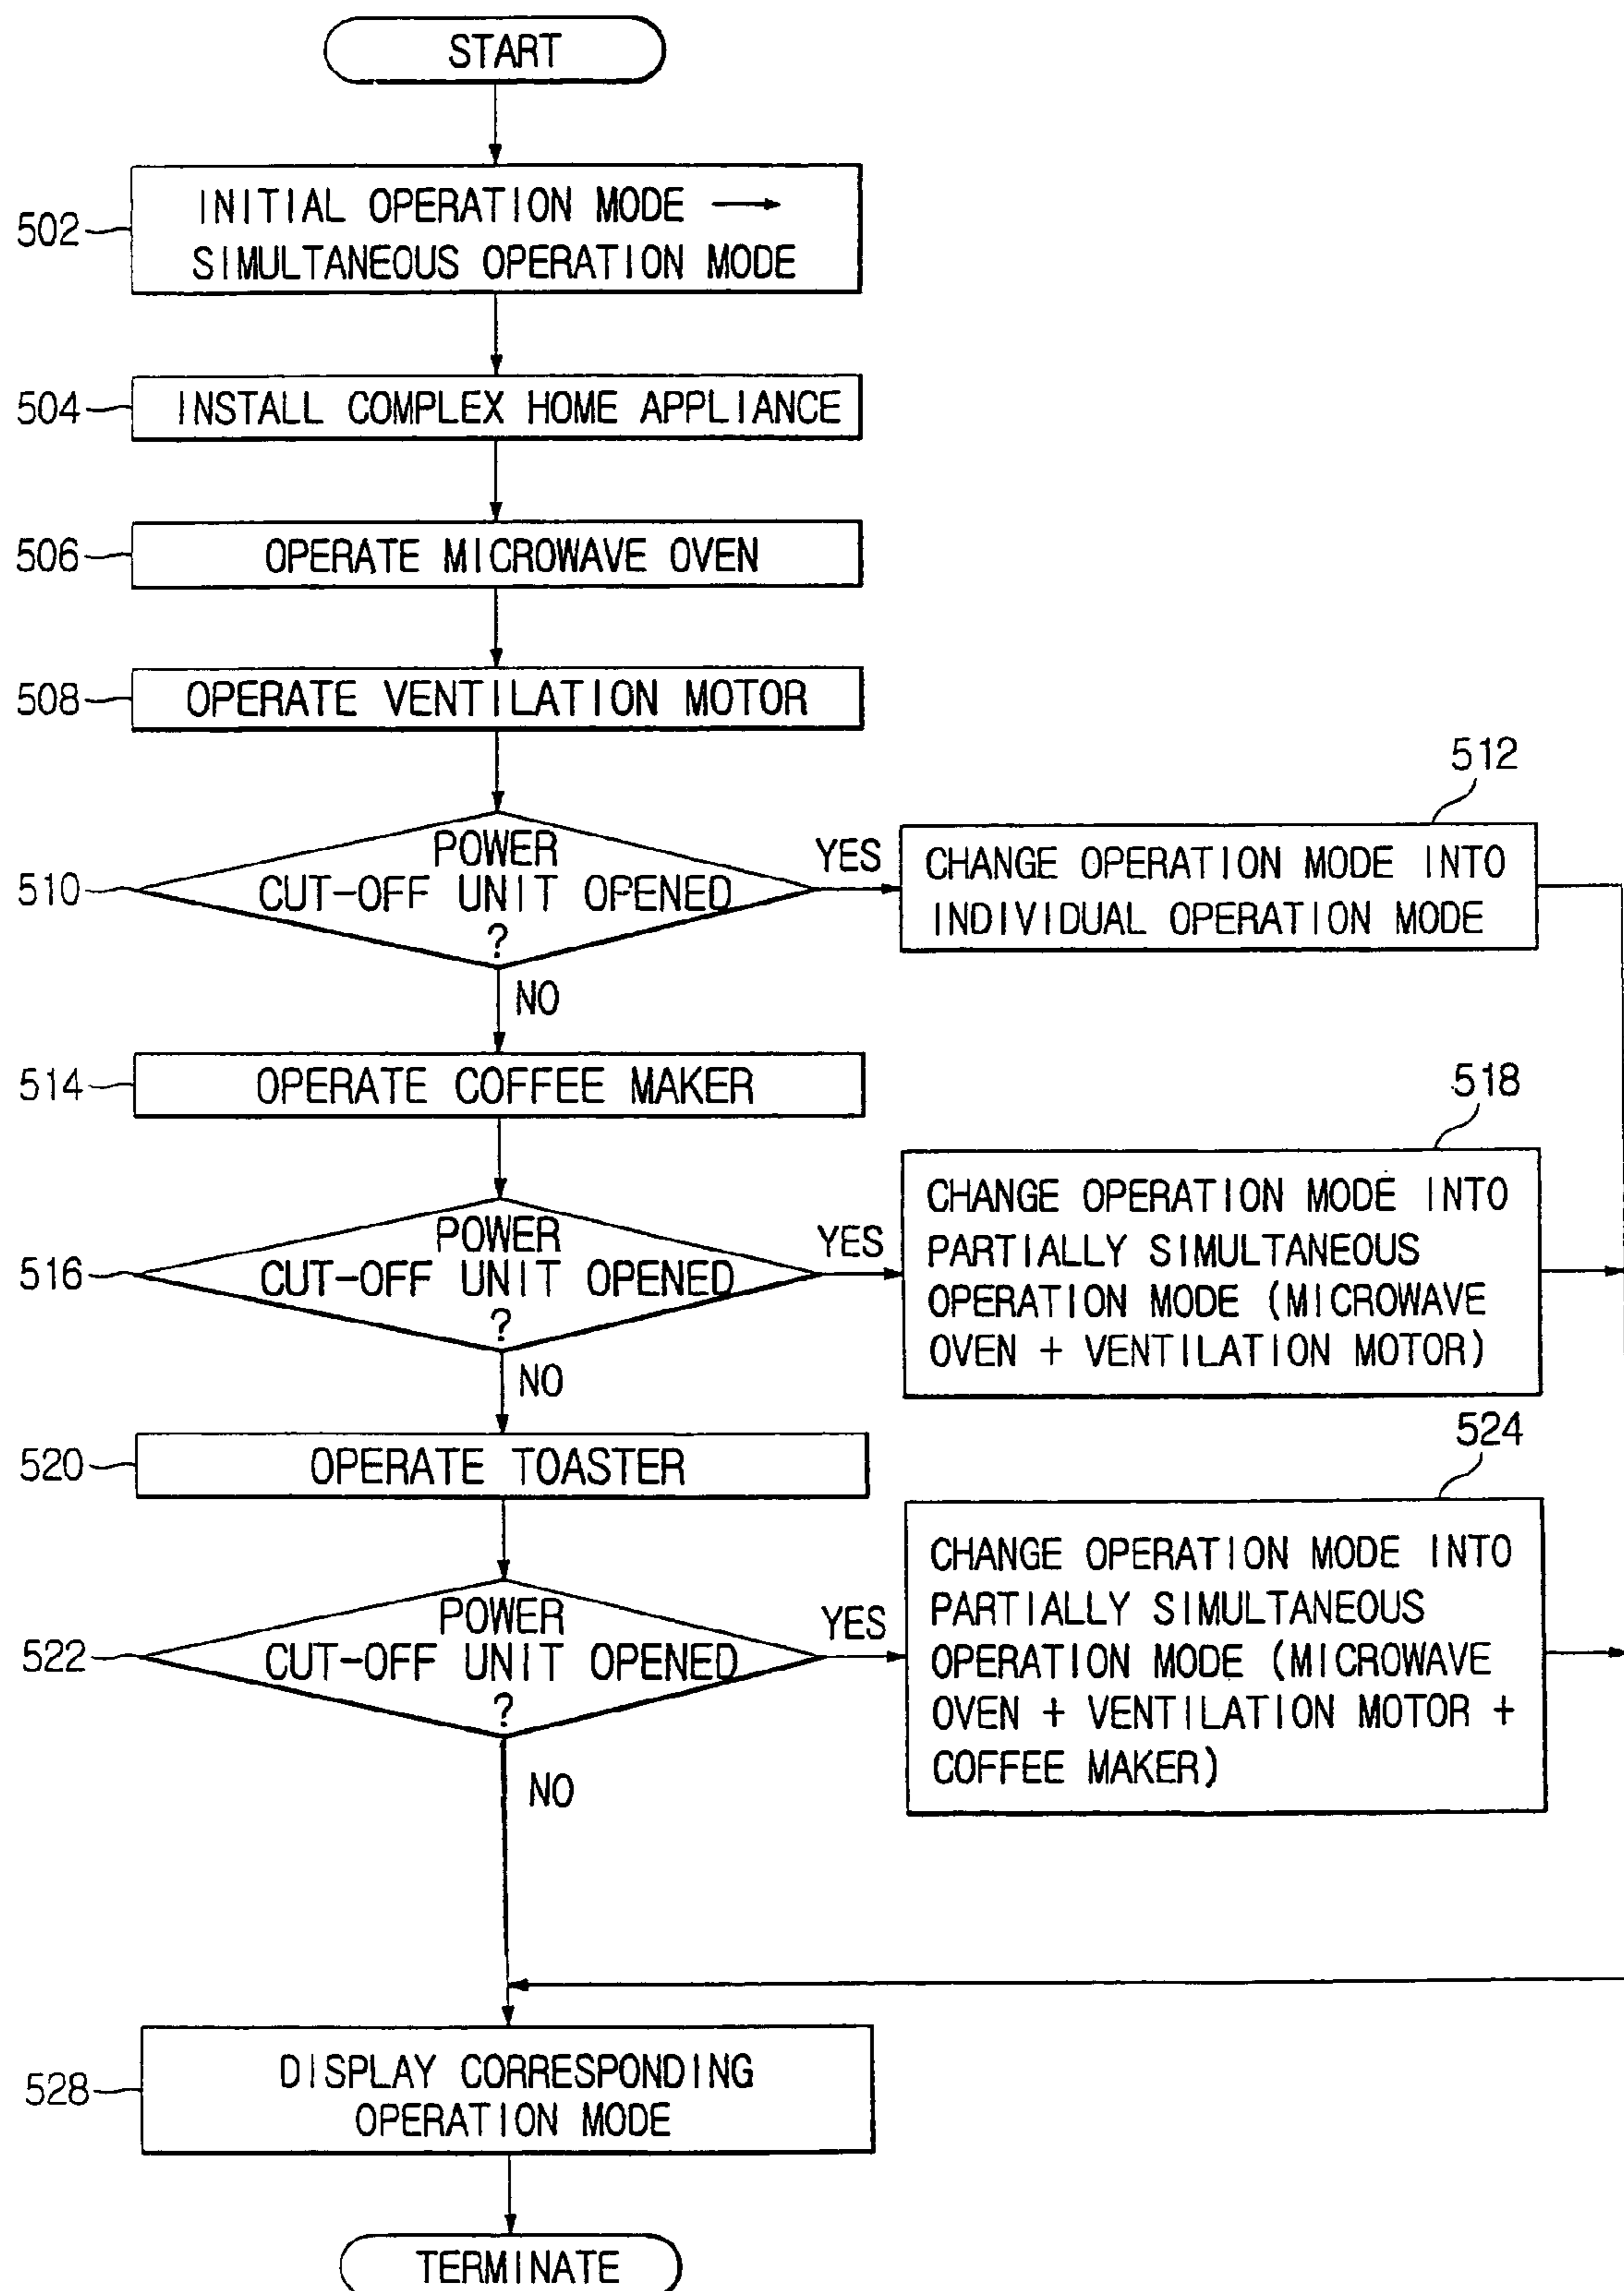 START
502
INITIAL OPERATION MODE →
SIMULTANEOUS OPERATION MODE
504
INSTALL COMPLEX HOME APPLIANCE
506
OPERATE MICROWAVE OVEN
508
OPERATE VENTILATION MOTOR
510
POWER
CUT-OFF UNIT OPENED
?
YES
512
CHANGE OPERATION MODE INTO
INDIVIDUAL OPERATION MODE
NO
514
OPERATE COFFEE MAKER
516
POWER
CUT-OFF UNIT OPENED
?
YES
518
CHANGE OPERATION MODE INTO
PARTIALLY SIMULTANEOUS
OPERATION MODE (MICROWAVE
OVEN + VENTILATION MOTOR)
NO
520
OPERATE TOASTER
522
POWER
CUT-OFF UNIT OPENED
?
YES
524
CHANGE OPERATION MODE INTO
PARTIALLY SIMULTANEOUS
OPERATION MODE (MICROWAVE
OVEN + VENTILATION MOTOR +
COFFEE MAKER)
NO
528
DISPLAY CORRESPONDING
OPERATION MODE
TERMINATE